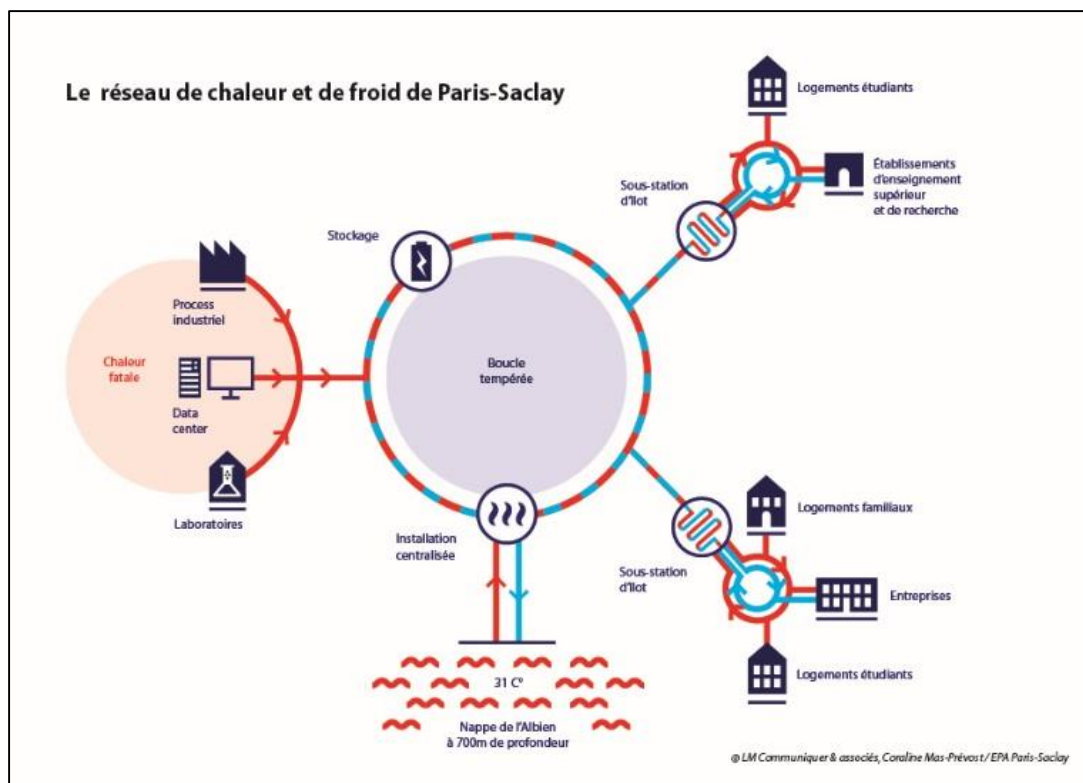 Le réseau de chaleur et de froid de Paris-Saclay
Logements étudiants
Établissements
d'enseignement
supérieur
et de recherche
Sous-station
d'îlot
Stockage
Process
industriel
Chaleur
fatale
Data
center
Laboratoires
Boucle
tempérée
Installation
centralisée
Logements familiaux
Sous-station
d'îlot
Entreprises
Logements étudiants
31 C°
Nappe de l'Albien
à 700m de profondeur
@ LM Communiquer & associés, Coraline Mas-Prévost / EPA Paris-Saclay